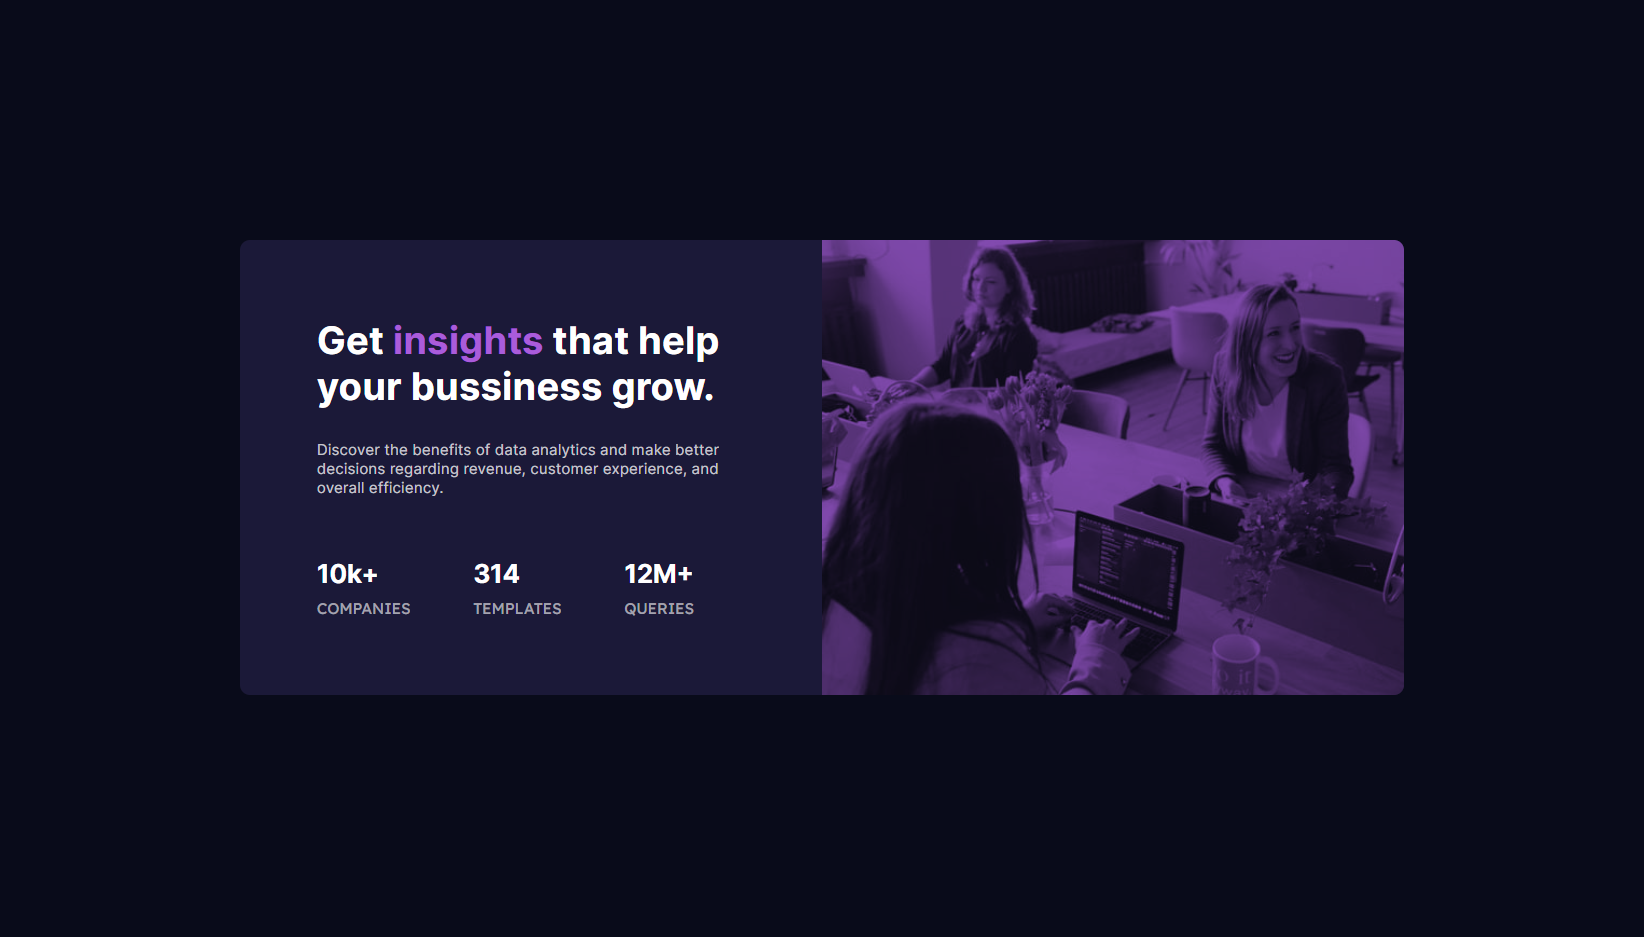 Get insights that help
your bussiness grow.
Discover the benefits of data analytics and make better
decisions regarding revenue, customer experience, and
overall efficiency.
10k+ 314 12M+
COMPANIES TEMPLATES QUERIES